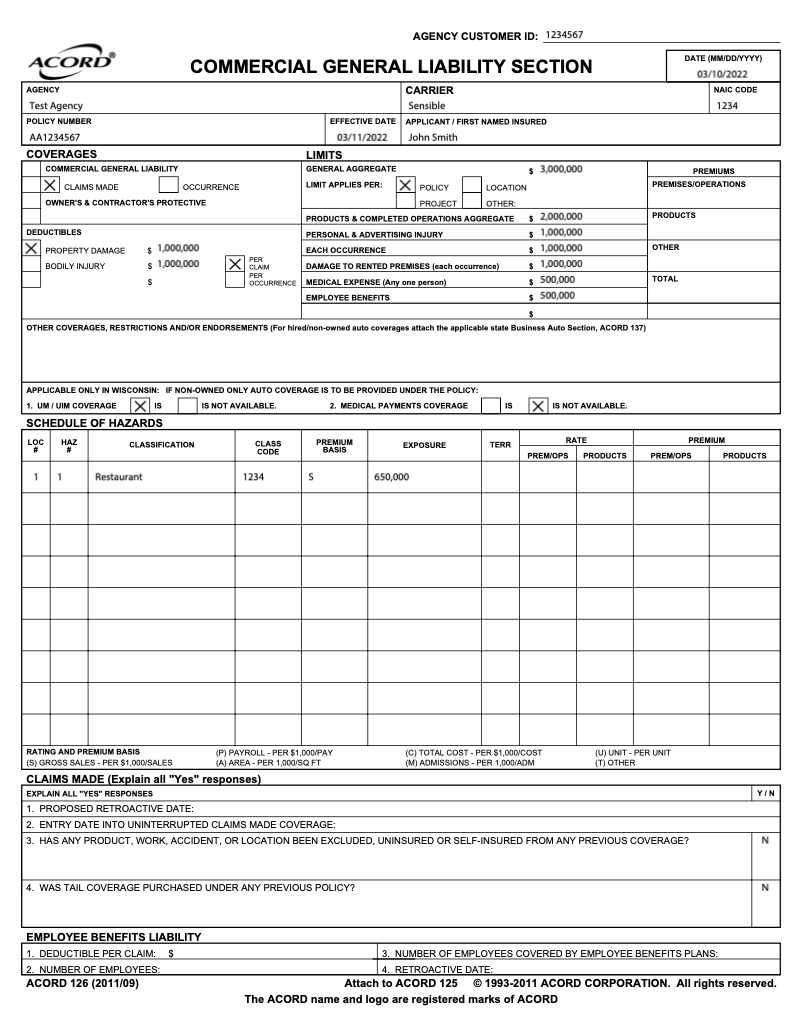 AGENCY CUSTOMER ID: 1234567
ACORD®
COMMERCIAL GENERAL LIABILITY SECTION
DATE (MM/DD/YYYY)
03/10/2022
AGENCY
Test Agency
CARRIER
Sensible
NAIC CODE
1234
POLICY NUMBER
AA1234567
EFFECTIVE DATE
03/11/2022
APPLICANT / FIRST NAMED INSURED
John Smith
COVERAGES
COMMERCIAL GENERAL LIABILITY
X CLAIMS MADE OCCURRENCE
OWNER'S & CONTRACTOR'S PROTECTIVE
DEDUCTIBLES
X PROPERTY DAMAGE $ 1,000,000
BODILY INJURY $ 1,000,000
$
X PER CLAIM
PER OCCURRENCE
LIMITS
GENERAL AGGREGATE $ 3,000,000
LIMIT APPLIES PER: X POLICY LOCATION
PROJECT OTHER:
PRODUCTS & COMPLETED OPERATIONS AGGREGATE $ 2,000,000
PERSONAL & ADVERTISING INJURY $ 1,000,000
EACH OCCURRENCE $ 1,000,000
DAMAGE TO RENTED PREMISES (each occurrence) $ 1,000,000
MEDICAL EXPENSE (Any one person) $ 500,000
EMPLOYEE BENEFITS $ 500,000
$
PREMIUMS
PREMISES/OPERATIONS
PRODUCTS
OTHER
TOTAL
OTHER COVERAGES, RESTRICTIONS AND/OR ENDORSEMENTS (For hired/non-owned auto coverages attach the applicable state Business Auto Section, ACORD 137)
APPLICABLE ONLY IN WISCONSIN: IF NON-OWNED ONLY AUTO COVERAGE IS TO BE PROVIDED UNDER THE POLICY:
1. UM / UIM COVERAGE X IS IS NOT AVAILABLE. 2. MEDICAL PAYMENTS COVERAGE IS X IS NOT AVAILABLE.
SCHEDULE OF HAZARDS
LOC # HAZ # CLASSIFICATION CLASS CODE PREMIUM BASIS EXPOSURE TERR RATE PREMIUM
PREM/OPS PRODUCTS PREM/OPS PRODUCTS
1 1 Restaurant 1234 S 650,000
RATING AND PREMIUM BASIS (P) PAYROLL - PER $1,000/PAY (C) TOTAL COST - PER $1,000/COST (U) UNIT - PER UNIT
(S) GROSS SALES - PER $1,000/SALES (A) AREA - PER 1,000/SQ FT (M) ADMISSIONS - PER 1,000/ADM (T) OTHER
CLAIMS MADE (Explain all "Yes" responses)
EXPLAIN ALL "YES" RESPONSES Y / N
1. PROPOSED RETROACTIVE DATE:
2. ENTRY DATE INTO UNINTERRUPTED CLAIMS MADE COVERAGE:
3. HAS ANY PRODUCT, WORK, ACCIDENT, OR LOCATION BEEN EXCLUDED, UNINSURED OR SELF-INSURED FROM ANY PREVIOUS COVERAGE? N
4. WAS TAIL COVERAGE PURCHASED UNDER ANY PREVIOUS POLICY? N
EMPLOYEE BENEFITS LIABILITY
1. DEDUCTIBLE PER CLAIM: $ 3. NUMBER OF EMPLOYEES COVERED BY EMPLOYEE BENEFITS PLANS:
2. NUMBER OF EMPLOYEES: 4. RETROACTIVE DATE:
ACORD 126 (2011/09) Attach to ACORD 125 © 1993-2011 ACORD CORPORATION. All rights reserved.
The ACORD name and logo are registered marks of ACORD